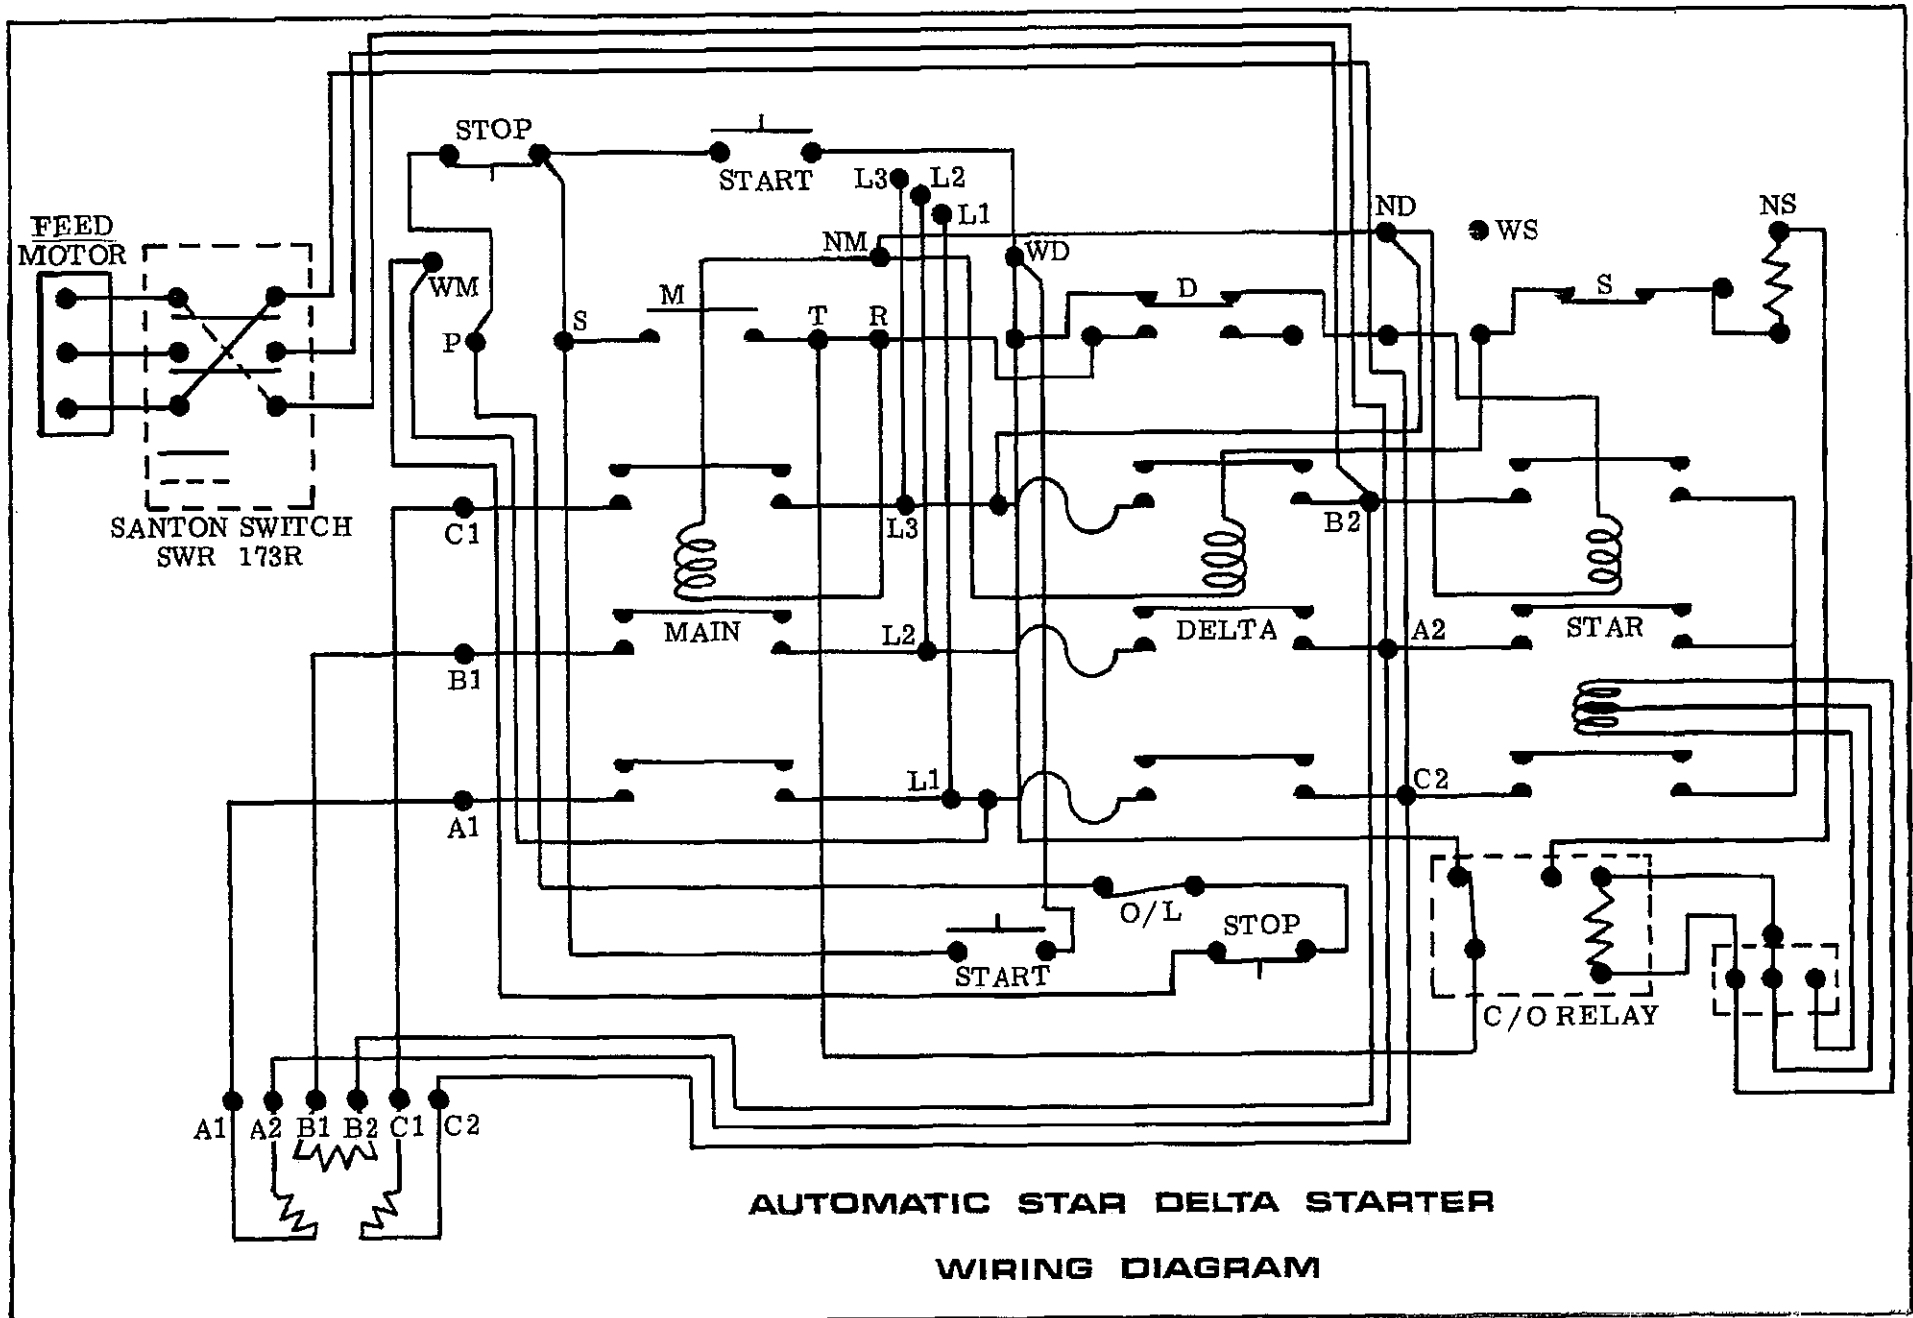 STOP
START
L3
L2
L1
FEED
MOTOR
NM
WD
ND
WS
NS
WM
M
D
S
P
S
T
R
C1
L3
B2
SANTON SWITCH
SWR 173R
MAIN
L2
DELTA
A2
STAR
B1
L1
C2
A1
O/L
STOP
START
C/O RELAY
A1 A2 B1 B2 C1 C2
AUTOMATIC STAR DELTA STARTER
WIRING DIAGRAM